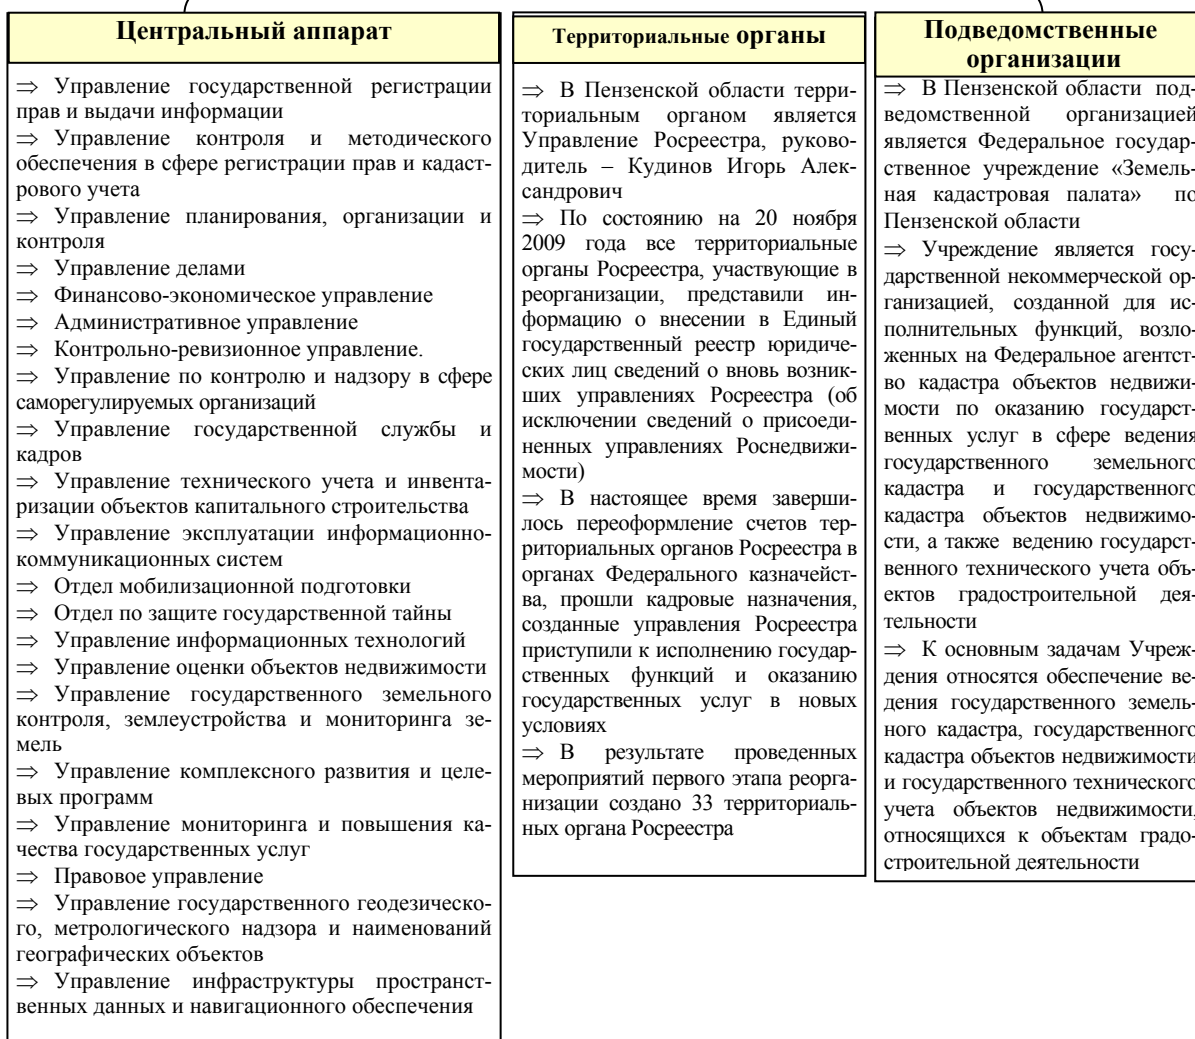 Центральный аппарат
⇒ Управление государственной регистрации
прав и выдачи информации
⇒ Управление контроля и методического
обеспечения в сфере регистрации прав и кадаст-
рового учета
⇒ Управление планирования, организации и
контроля
⇒ Управление делами
⇒ Финансово-экономическое управление
⇒ Административное управление
⇒ Контрольно-ревизионное управление.
⇒ Управление по контролю и надзору в сфере
саморегулируемых организаций
⇒ Управление государственной службы и
кадров
⇒ Управление технического учета и инвента-
ризации объектов капитального строительства
⇒ Управление эксплуатации информационно-
коммуникационных систем
⇒ Отдел мобилизационной подготовки
⇒ Отдел по защите государственной тайны
⇒ Управление информационных технологий
⇒ Управление оценки объектов недвижимости
⇒ Управление государственного земельного
контроля, землеустройства и мониторинга зе-
мель
⇒ Управление комплексного развития и целе-
вых программ
⇒ Управление мониторинга и повышения ка-
чества государственных услуг
⇒ Правовое управление
⇒ Управление государственного геодезическо-
го, метрологического надзора и наименований
географических объектов
⇒ Управление инфраструктуры пространст-
венных данных и навигационного обеспечения
Территориальные органы
⇒ В Пензенской области терри-
ториальным органом является
Управление Росреестра, руково-
дитель – Кудинов Игорь Алек-
сандрович
⇒ По состоянию на 20 ноября
2009 года все территориальные
органы Росреестра, участвующие в
реорганизации, представили ин-
формацию о внесении в Единый
государственный реестр юридиче-
ских лиц сведений о вновь возник-
ших управлениях Росреестра (об
исключении сведений о присоеди-
ненных управлениях Роснедвижи-
мости)
⇒ В настоящее время заверши-
лось переоформление счетов тер-
риториальных органов Росреестра в
органах Федерального казначейст-
ва, прошли кадровые назначения,
созданные управления Росреестра
приступили к исполнению государ-
ственных функций и оказанию
государственных услуг в новых
условиях
⇒ В результате проведенных
мероприятий первого этапа реорга-
низации создано 33 территориаль-
ных органа Росреестра
Подведомственные
организации
⇒ В Пензенской области под-
ведомственной организацией
является Федеральное государ-
ственное учреждение «Земель-
ная кадастровая палата» по
Пензенской области
⇒ Учреждение является госу-
дарственной некоммерческой ор-
ганизацией, созданной для ис-
полнительных функций, возло-
женных на Федеральное агентст-
во кадастра объектов недвижи-
мости по оказанию государст-
венных услуг в сфере ведения
государственного земельного
кадастра и государственного
кадастра объектов недвижимо-
сти, а также ведению государст-
венного технического учета объ-
ектов градостроительной дея-
тельности
⇒ К основным задачам Учреж-
дения относятся обеспечение ве-
дения государственного земель-
ного кадастра, государственного
кадастра объектов недвижимости
и государственного технического
учета объектов недвижимости,
относящихся к объектам градо-
строительной деятельности